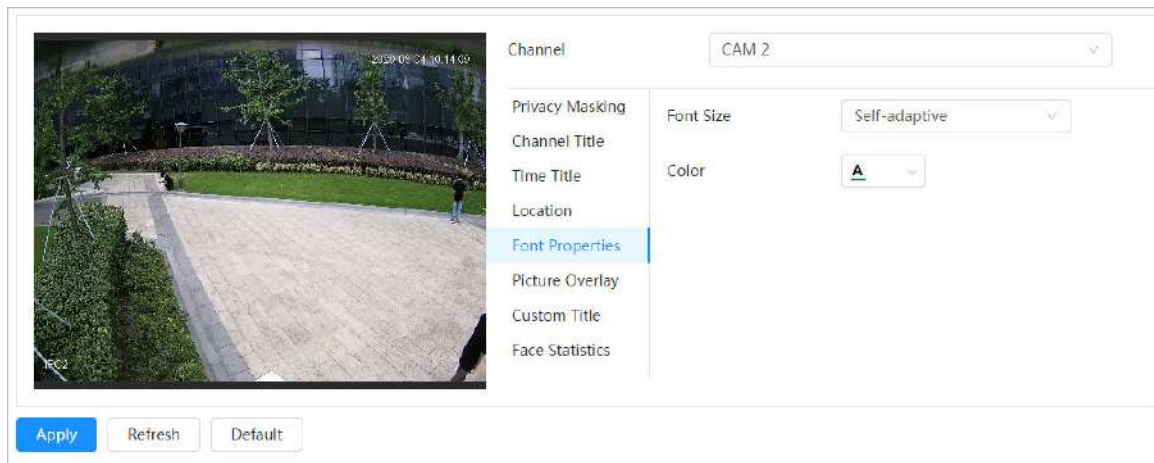 Channel
CAM 2
Privacy Masking
Channel Title
Time Title
Location
Font Properties
Picture Overlay
Custom Title
Face Statistics
Font Size
Self-adaptive
Color
A
IPC2
Apply
Refresh
Default